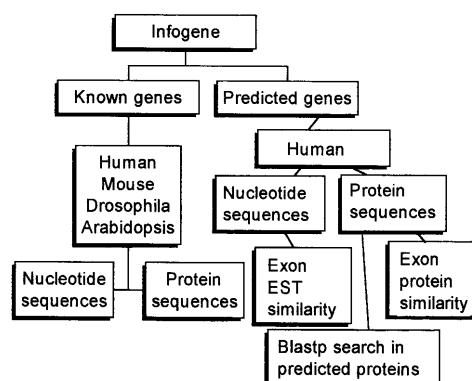 Infogene
Known genes
Predicted genes
Human
Human
Mouse
Drosophila
Arabidopsis
Nucleotide
sequences
Protein
sequences
Nucleotide
sequences
Protein
sequences
Exon
EST
similarity
Exon
protein
similarity
Blastp search in
predicted proteins